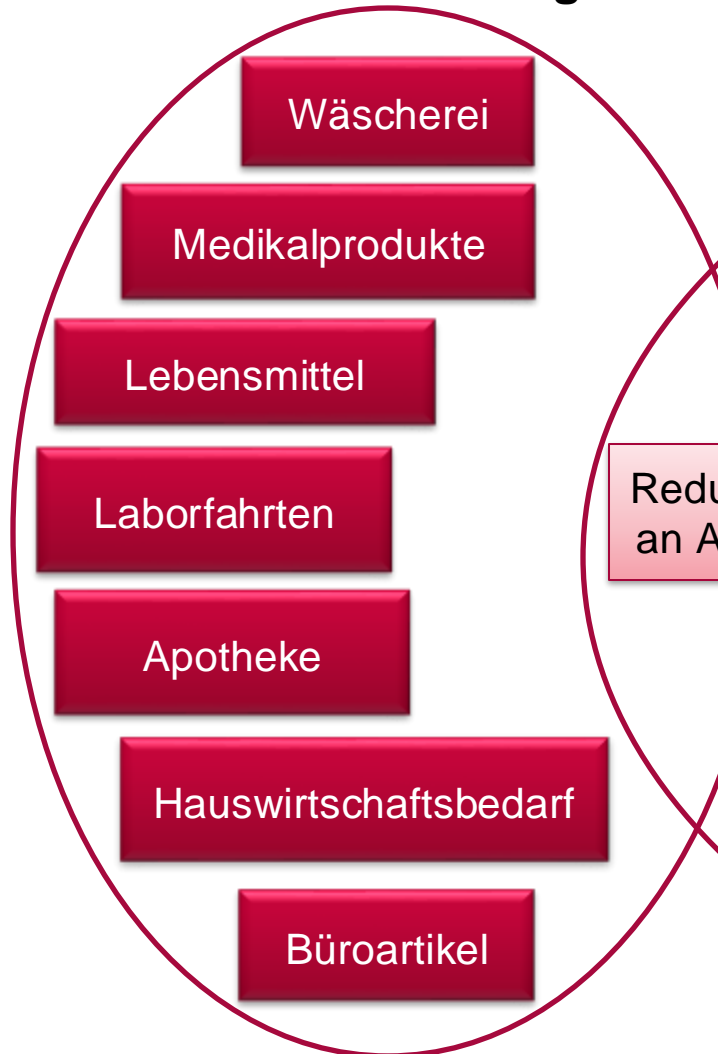 Wäscherei
Medikalprodukte
Lebensmittel
Laborfahrten
Apotheke
Hauswirtschaftsbedarf
Büroartikel